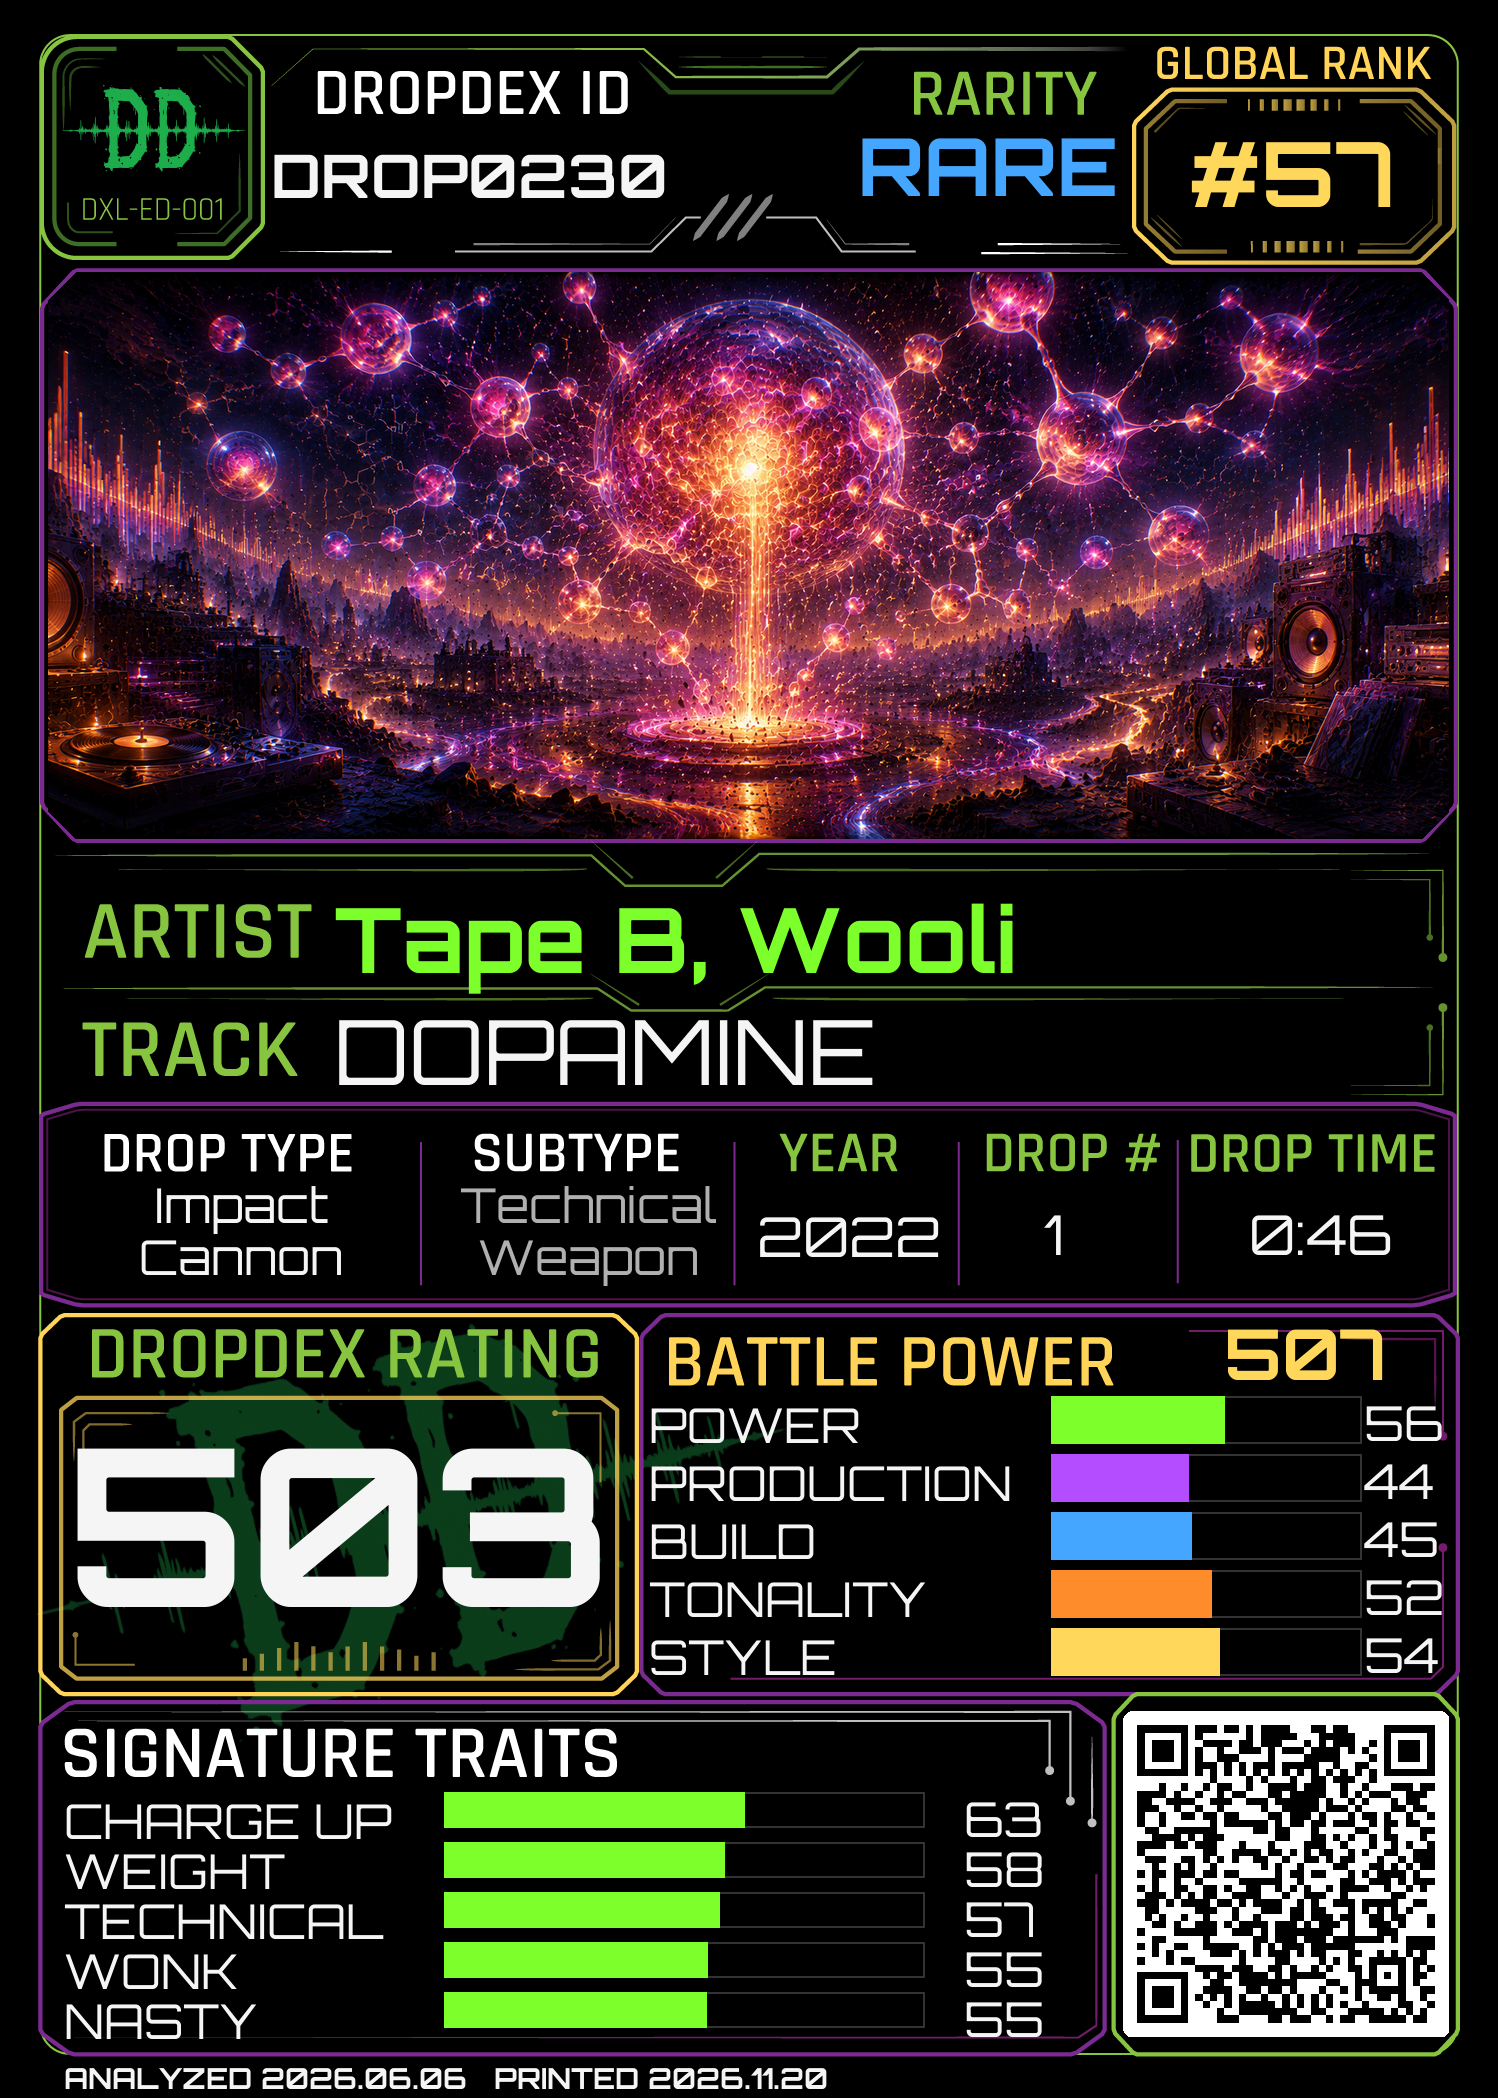 DD
DXL-ED-001
DROPDEX ID
DROP0230
RARITY
RARE
GLOBAL RANK
#57
ARTIST Tape B, Wooli
TRACK DOPAMINE
DROP TYPE
Impact
Cannon
SUBTYPE
Technical
Weapon
YEAR
2022
DROP #
1
DROP TIME
0:46
DROPDEX RATING
503
BATTLE POWER 507
POWER 56
PRODUCTION 44
BUILD 45
TONALITY 52
STYLE 54
SIGNATURE TRAITS
CHARGE UP 63
WEIGHT 58
TECHNICAL 57
WONK 55
NASTY 55
ANALYZED 2026.06.06 PRINTED 2026.11.20